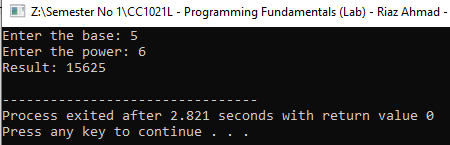 Z:\Semester No 1\CC1021L - Programming Fundamentals (Lab) - Riaz Ahmad -
Enter the base: 5
Enter the power: 6
Result: 15625
--------------------------------
Process exited after 2.821 seconds with return value 0
Press any key to continue . . .